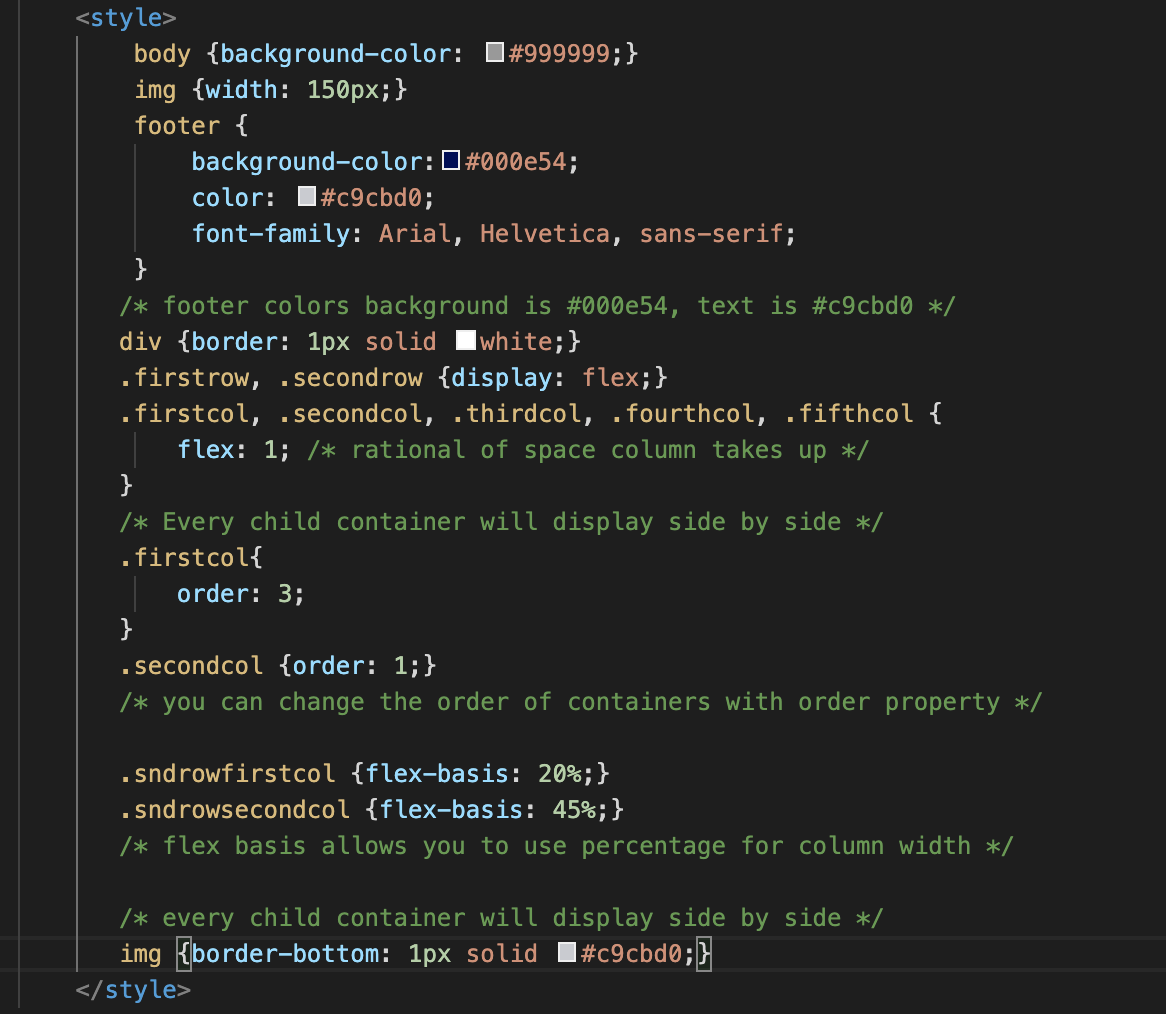 <style>
body {background-color: #999999;}
img {width: 150px;}
footer {
background-color:#000e54;
color: #c9cbd0;
font-family: Arial, Helvetica, sans-serif;
}
/* footer colors background is #000e54, text is #c9cbd0 */
div {border: 1px solid white;}
.firstrow, .secondrow {display: flex;}
.firstcol, .secondcol, .thirdcol, .fourthcol, .fifthcol {
flex: 1; /* rational of space column takes up */
}
/* Every child container will display side by side */
.firstcol{
order: 3;
}
.secondcol {order: 1;}
/* you can change the order of containers with order property */
.sndrowfirstcol {flex-basis: 20%;}
.sndrowsecondcol {flex-basis: 45%;}
/* flex basis allows you to use percentage for column width */
/* every child container will display side by side */
img {border-bottom: 1px solid #c9cbd0;}
</style>